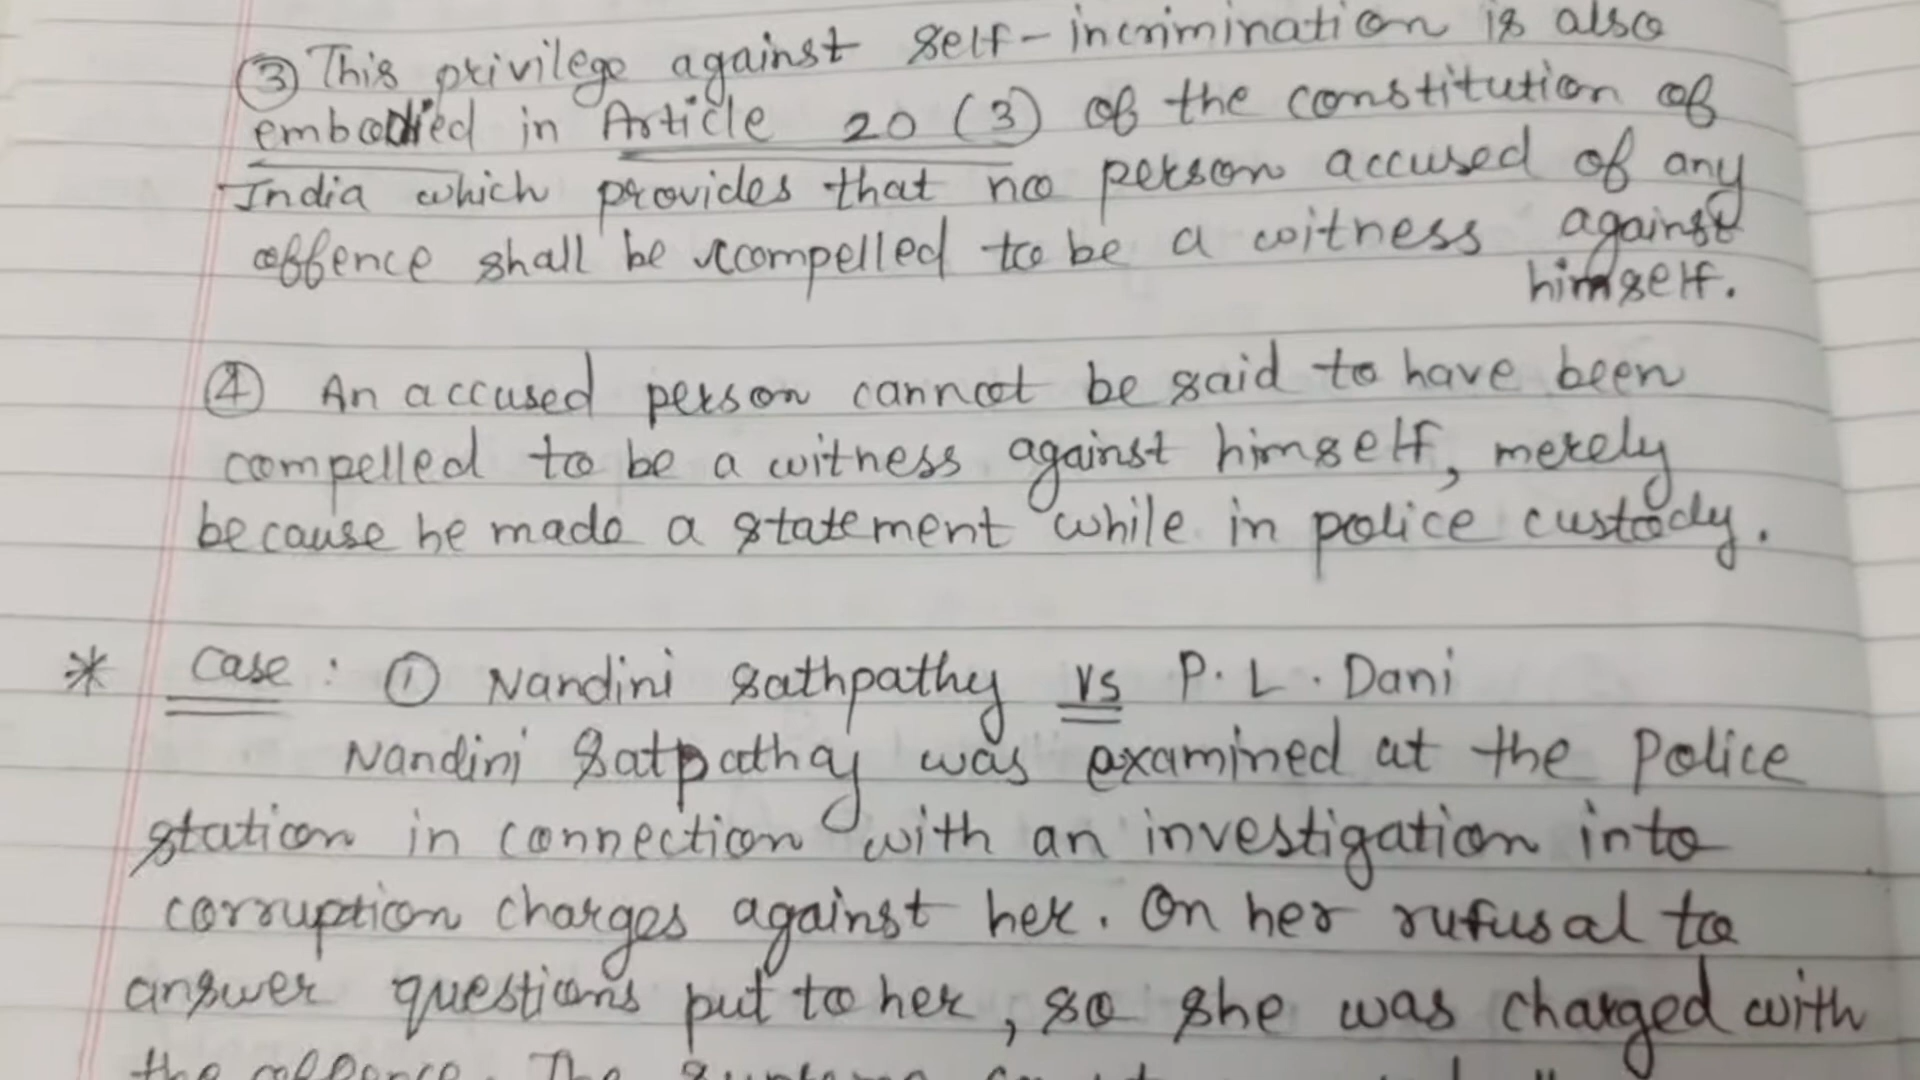 ③ This privilege against self-incrimination is also
embodied in Article 20 (3) of the constitution of
India which provides that no person accused of any
offence shall be compelled to be a witness against
himself.
④ An accused person cannot be said to have been
compelled to be a witness against himself, merely
because he made a statement while in police custody.
* Case : ① Nandini sathpathy vs P. L. Dani
Nandini Satpathy was examined at the Police
station in connection with an investigation into
corruption charges against her. On her rufusal to
answer questions put to her, so she was charged with
the offence. The